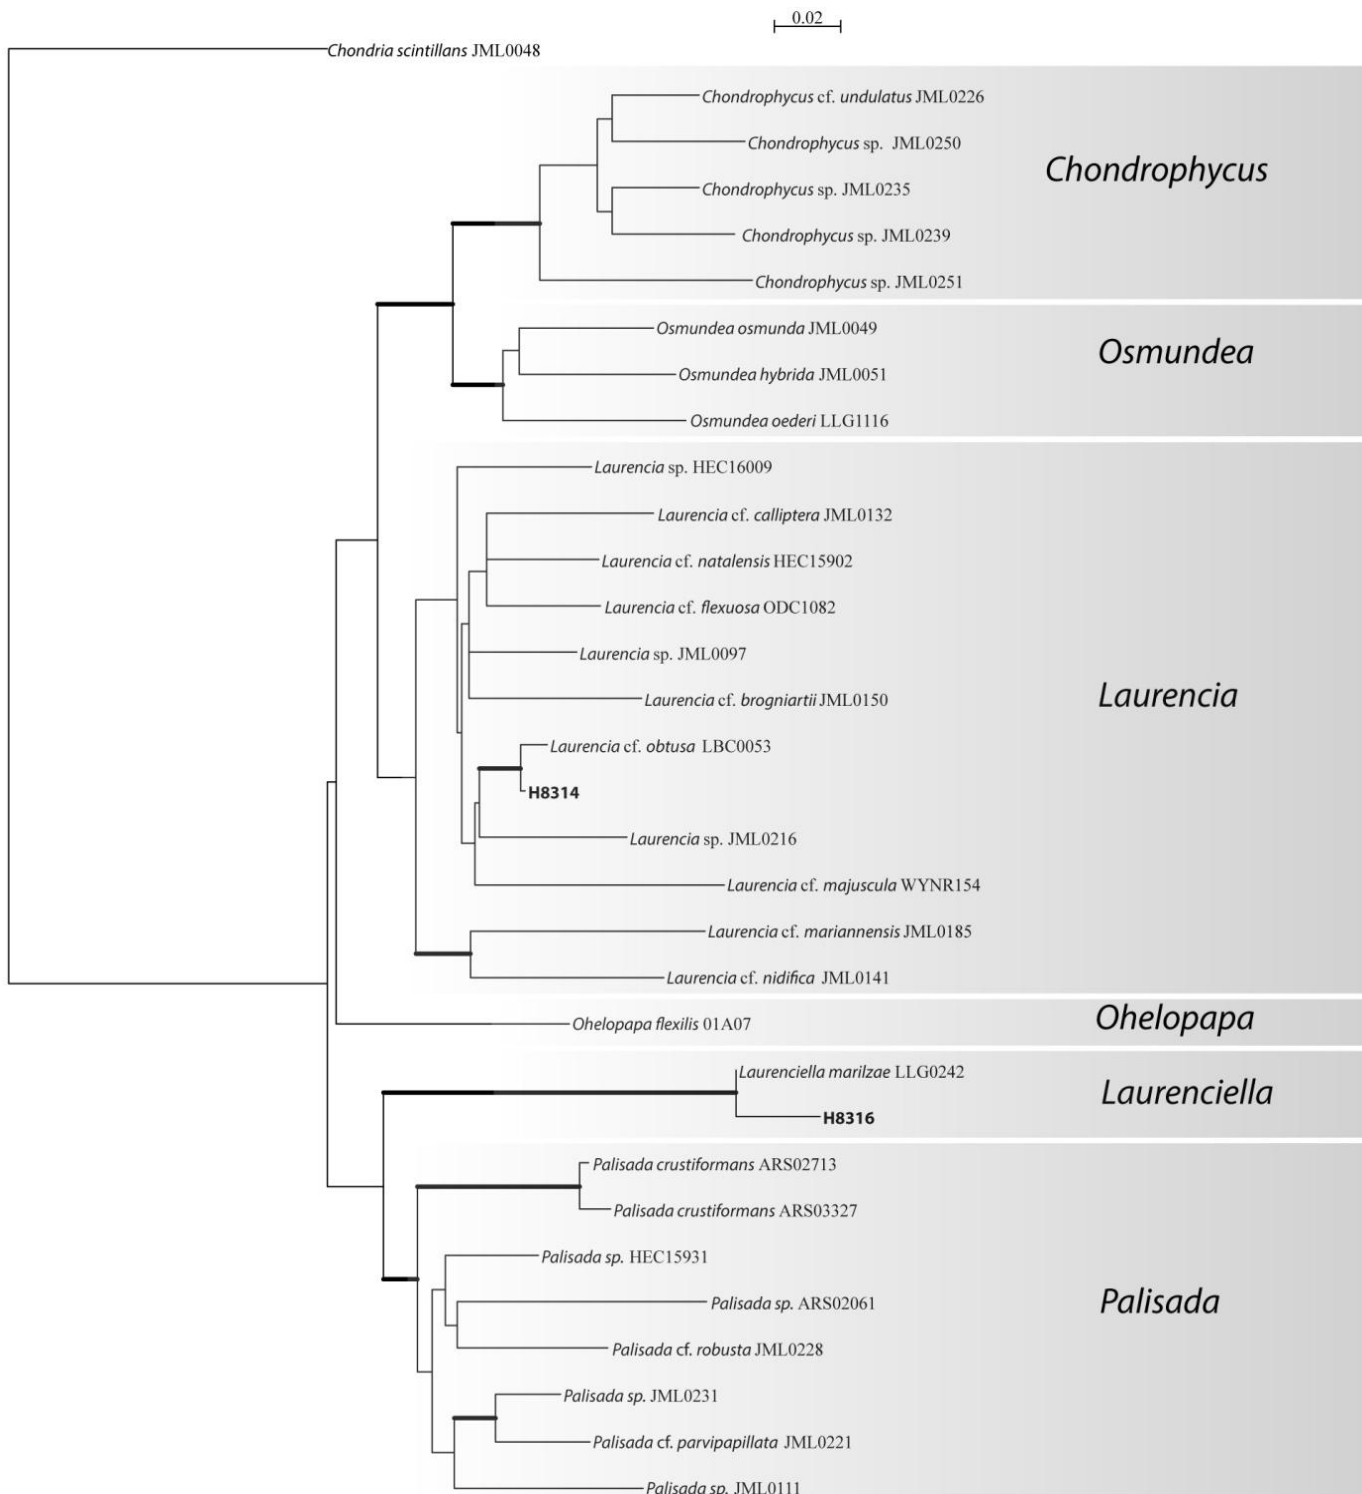 0.02
Chondria scintillans JML0048
Chondrophycus cf. undulatus JML0226
Chondrophycus sp. JML0250
Chondrophycus
Chondrophycus sp. JML0235
Chondrophycus sp. JML0239
Chondrophycus sp. JML0251
Osmundea osmunda JML0049
Osmundea
Osmundea hybrida JML0051
Osmundea oederi LLG1116
Laurencia sp. HEC16009
Laurencia cf. calliptera JML0132
Laurencia cf. natalensis HEC15902
Laurencia cf. flexuosa ODC1082
Laurencia sp. JML0097
Laurencia
Laurencia cf. brogniartii JML0150
Laurencia cf. obtusa LBC0053
H8314
Laurencia sp. JML0216
Laurencia cf. majuscula WYNR154
Laurencia cf. mariannensis JML0185
Laurencia cf. nidifica JML0141
Ohelopapa
Ohelopapa flexilis 01A07
Laurenciella marilzae LLG0242
Laurenciella
H8316
Palisada crustiformans ARS02713
Palisada crustiformans ARS03327
Palisada sp. HEC15931
Palisada sp. ARS02061
Palisada
Palisada cf. robusta JML0228
Palisada sp. JML0231
Palisada cf. parvipapillata JML0221
Palisada sp. JML0111